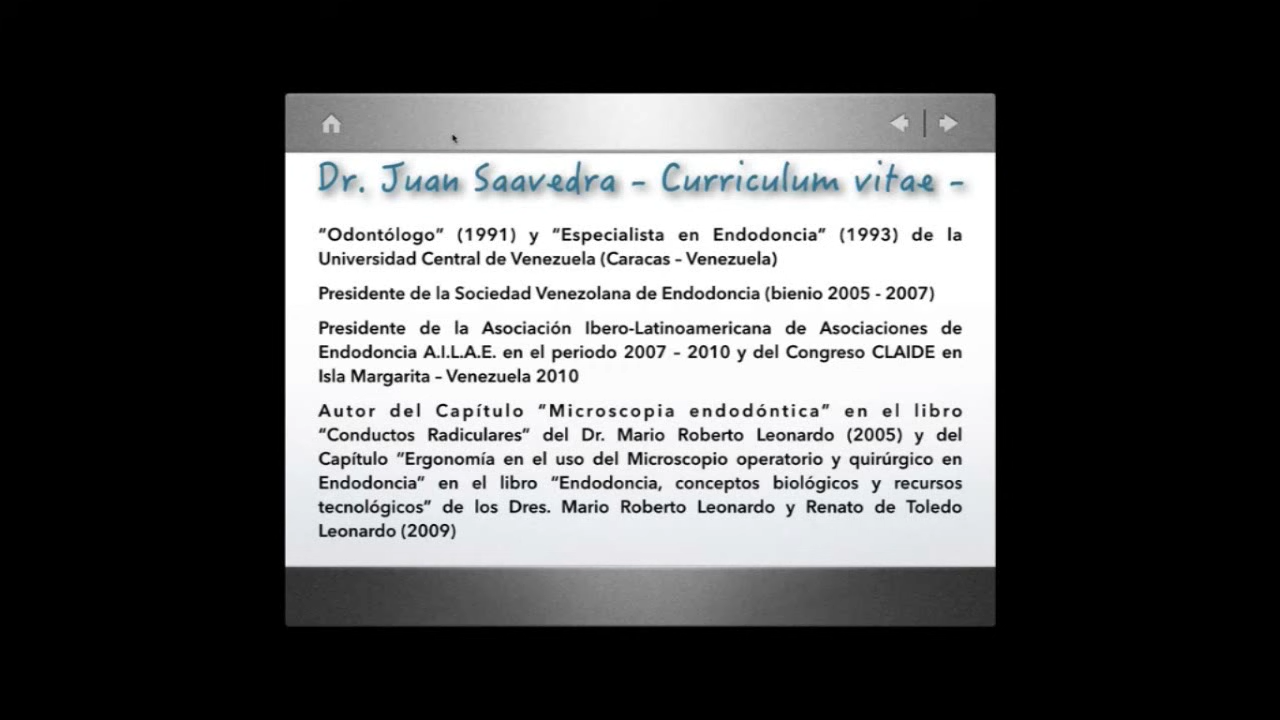 Dr. Juan Saavedra - Curriculum vitae -
“Odontólogo” (1991) y “Especialista en Endodoncia” (1993) de la
Universidad Central de Venezuela (Caracas – Venezuela)
Presidente de la Sociedad Venezolana de Endodoncia (bienio 2005 - 2007)
Presidente de la Asociación Ibero-Latinoamericana de Asociaciones de
Endodoncia A.I.L.A.E. en el periodo 2007 – 2010 y del Congreso CLAIDE en
Isla Margarita – Venezuela 2010
Autor del Capítulo “Microscopia endodóntica” en el libro
“Conductos Radiculares” del Dr. Mario Roberto Leonardo (2005) y del
Capítulo “Ergonomía en el uso del Microscopio operatorio y quirúrgico en
Endodoncia” en el libro “Endodoncia, conceptos biológicos y recursos
tecnológicos” de los Dres. Mario Roberto Leonardo y Renato de Toledo
Leonardo (2009)